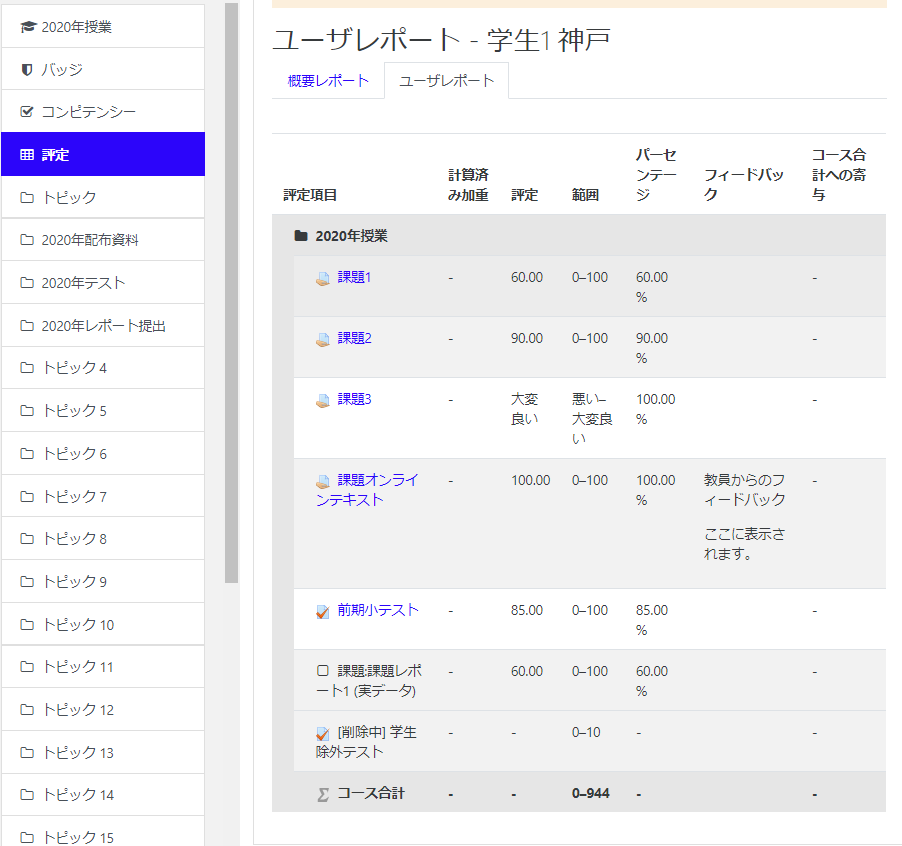 2020年授業
バッジ
コンピテンシー
評定
トピック
2020年配布資料
2020年テスト
2020年レポート提出
トピック 4
トピック 5
トピック 6
トピック 7
トピック 8
トピック 9
トピック 10
トピック 11
トピック 12
トピック 13
トピック 14
トピック 15
ユーザレポート - 学生1 神戸
概要レポート ユーザレポート
評定項目
計算済
み加重
評定
範囲
パーセ
ンテー
ジ
フィードバッ
ク
コース合
計への寄
与
2020年授業
課題1 - 60.00 0–100 60.00 -
%
課題2 - 90.00 0–100 90.00 -
%
課題3 - 大変 悪い– 100.00 -
良い 大変良 %
い
課題オンライ - 100.00 0–100 100.00 教員からのフ -
ンテキスト % ィードバック
ここに表示さ
れます。
前期小テスト - 85.00 0–100 85.00 -
%
課題:課題レポ - 60.00 0–100 60.00 -
ート1 (実データ) %
[削除中] 学生 - - 0–10 - -
除外テスト
コース合計 - - 0–944 - -